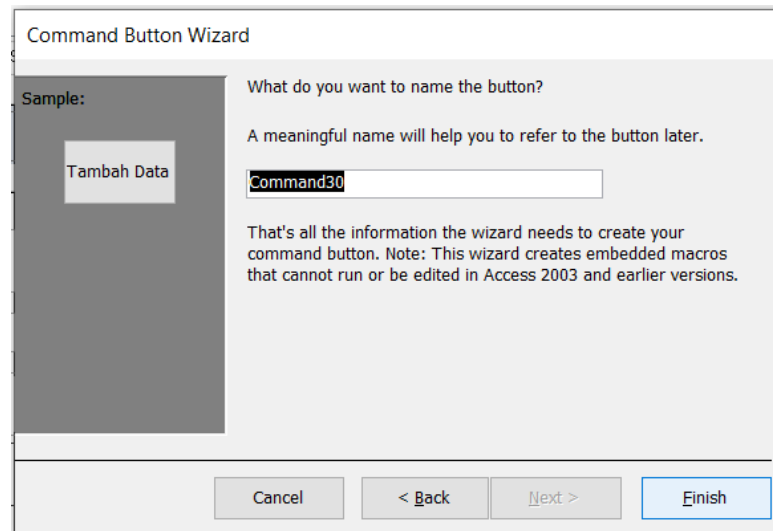 Command Button Wizard
Sample:
Tambah Data
What do you want to name the button?
A meaningful name will help you to refer to the button later.
Command30
That's all the information the wizard needs to create your
command button. Note: This wizard creates embedded macros
that cannot run or be edited in Access 2003 and earlier versions.
Cancel
< Back
Next >
Finish